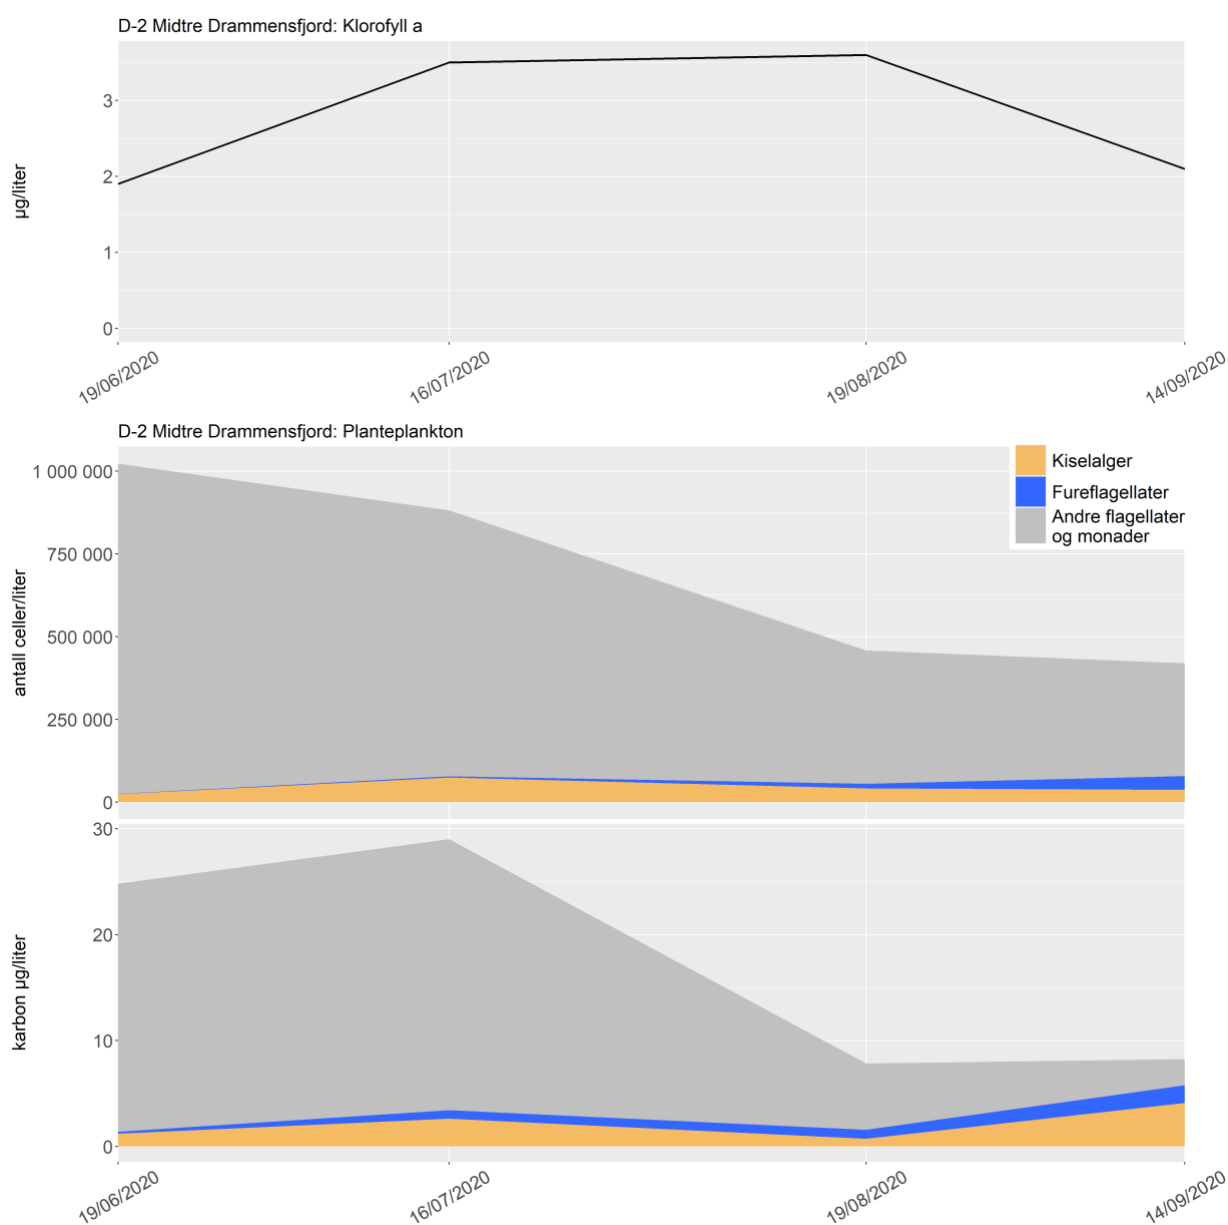 D-2 Midtre Drammensfjord: Klorofyll a
µg/liter
3
2
1
0
19/06/2020
16/07/2020
19/08/2020
14/09/2020
D-2 Midtre Drammensfjord: Planteplankton
Kiselalger
Fureflagellater
Andre flagellater
og monader
antall celler/liter
1 000 000
750 000
500 000
250 000
0
karbon µg/liter
30
20
10
0
19/06/2020
16/07/2020
19/08/2020
14/09/2020